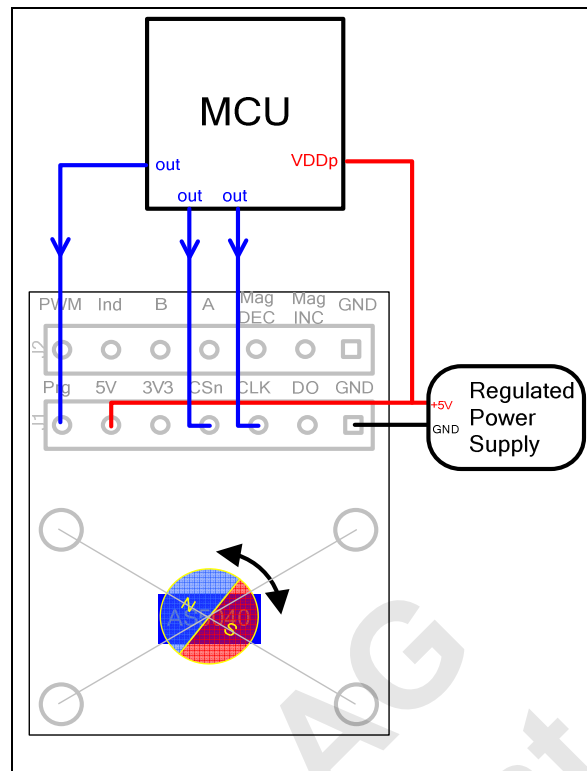 MCU
out
VDDp
out out
PWM Ind B A Mag DEC Mag INC GND
J2
Prg 5V 3V3 CSn CLK DO GND
J1
Regulated
Power
Supply
+5V
GND
AS5040
N
S
AG